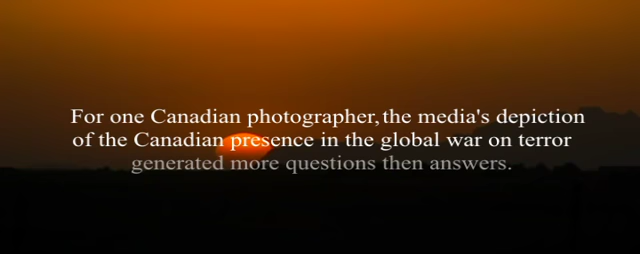 For one Canadian photographer, the media's depiction
of the Canadian presence in the global war on terror
generated more questions then answers.